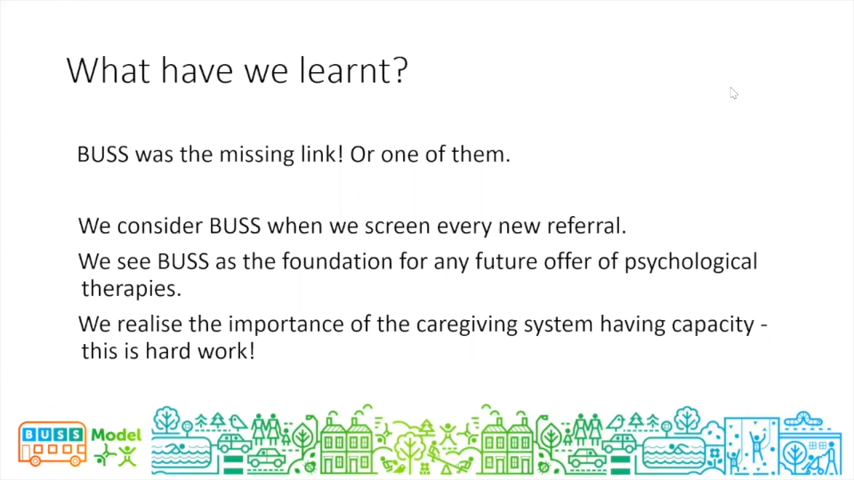 What have we learnt?
BUSS was the missing link! Or one of them.
We consider BUSS when we screen every new referral.
We see BUSS as the foundation for any future offer of psychological
therapies.
We realise the importance of the caregiving system having capacity -
this is hard work!
BUSS Model